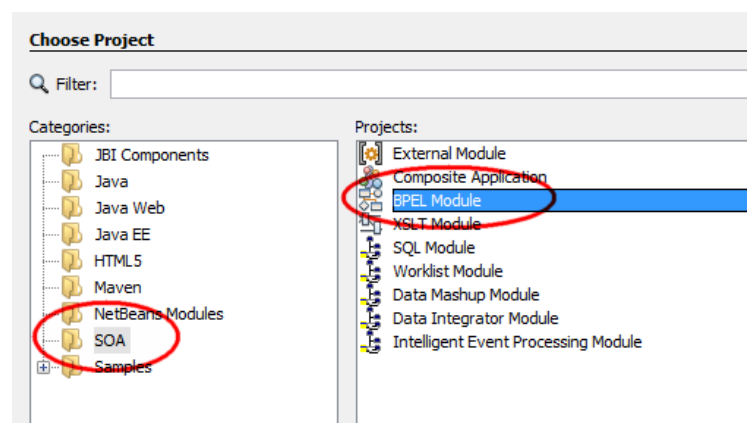 Choose Project
Filter:
Categories:
JBI Components
Java
Java Web
Java EE
HTML5
Maven
NetBeans Modules
SOA
Samples
Projects:
External Module
Composite Application
BPEL Module
XSLT Module
SQL Module
Worklist Module
Data Mashup Module
Data Integrator Module
Intelligent Event Processing Module